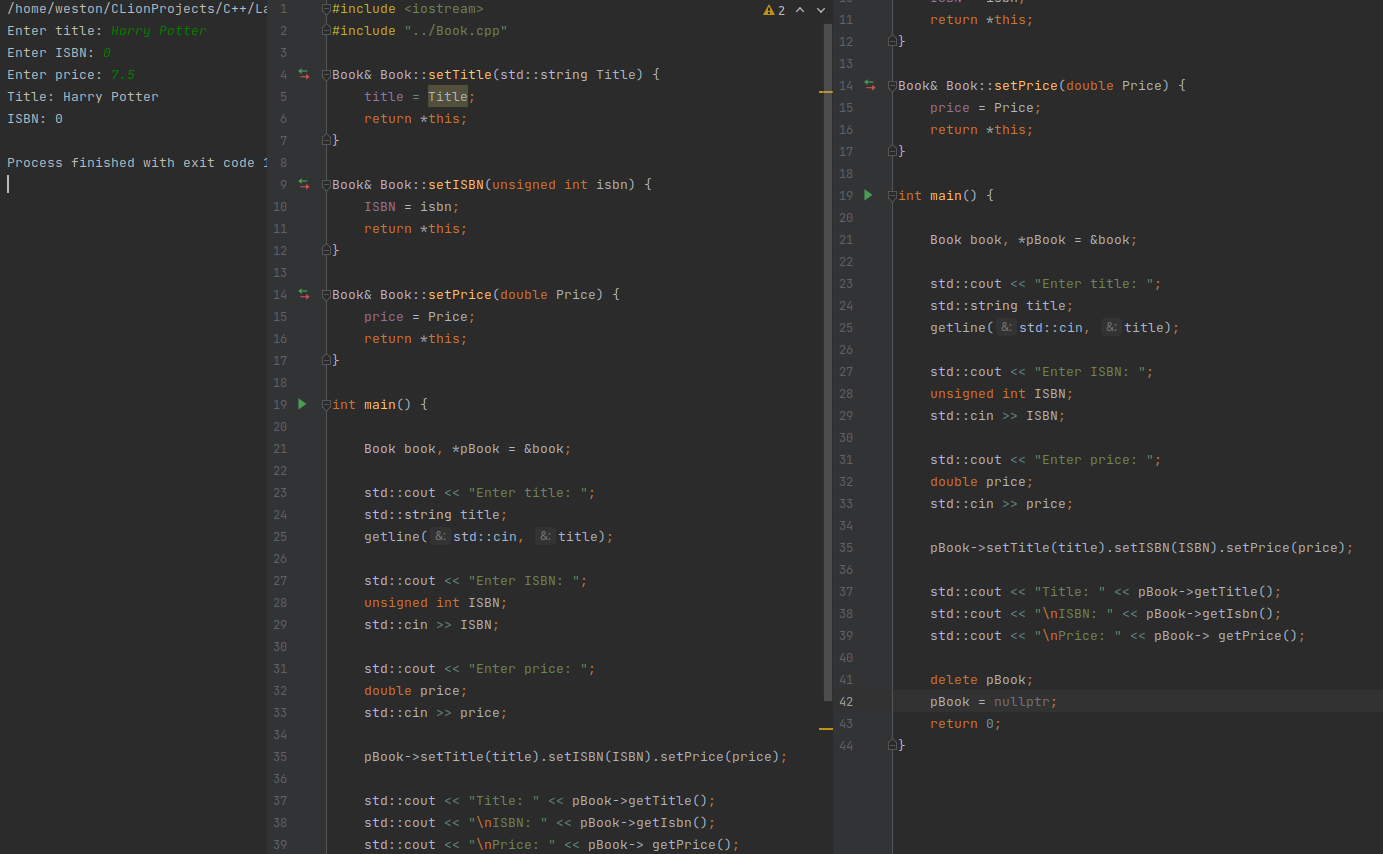 /home/weston/CLionProjects/C++/La
Enter title: Harry Potter
Enter ISBN: 0
Enter price: 7.5
Title: Harry Potter
ISBN: 0
Process finished with exit code 1
2
1 #include <iostream>
2 #include "../Book.cpp"
3
4 Book& Book::setTitle(std::string Title) {
5 title = Title;
6 return *this;
7 }
8
9 Book& Book::setISBN(unsigned int isbn) {
10 ISBN = isbn;
11 return *this;
12 }
13
14 Book& Book::setPrice(double Price) {
15 price = Price;
16 return *this;
17 }
18
19 int main() {
20
21 Book book, *pBook = &book;
22
23 std::cout << "Enter title: ";
24 std::string title;
25 getline(&: std::cin, &: title);
26
27 std::cout << "Enter ISBN: ";
28 unsigned int ISBN;
29 std::cin >> ISBN;
30
31 std::cout << "Enter price: ";
32 double price;
33 std::cin >> price;
34
35 pBook->setTitle(title).setISBN(ISBN).setPrice(price);
36
37 std::cout << "Title: " << pBook->getTitle();
38 std::cout << "\nISBN: " << pBook->getIsbn();
39 std::cout << "\nPrice: " << pBook-> getPrice();
10 ISBN = isbn;
11 return *this;
12 }
13
14 Book& Book::setPrice(double Price) {
15 price = Price;
16 return *this;
17 }
18
19 int main() {
20
21 Book book, *pBook = &book;
22
23 std::cout << "Enter title: ";
24 std::string title;
25 getline(&: std::cin, &: title);
26
27 std::cout << "Enter ISBN: ";
28 unsigned int ISBN;
29 std::cin >> ISBN;
30
31 std::cout << "Enter price: ";
32 double price;
33 std::cin >> price;
34
35 pBook->setTitle(title).setISBN(ISBN).setPrice(price);
36
37 std::cout << "Title: " << pBook->getTitle();
38 std::cout << "\nISBN: " << pBook->getIsbn();
39 std::cout << "\nPrice: " << pBook-> getPrice();
40
41 delete pBook;
42 pBook = nullptr;
43 return 0;
44 }